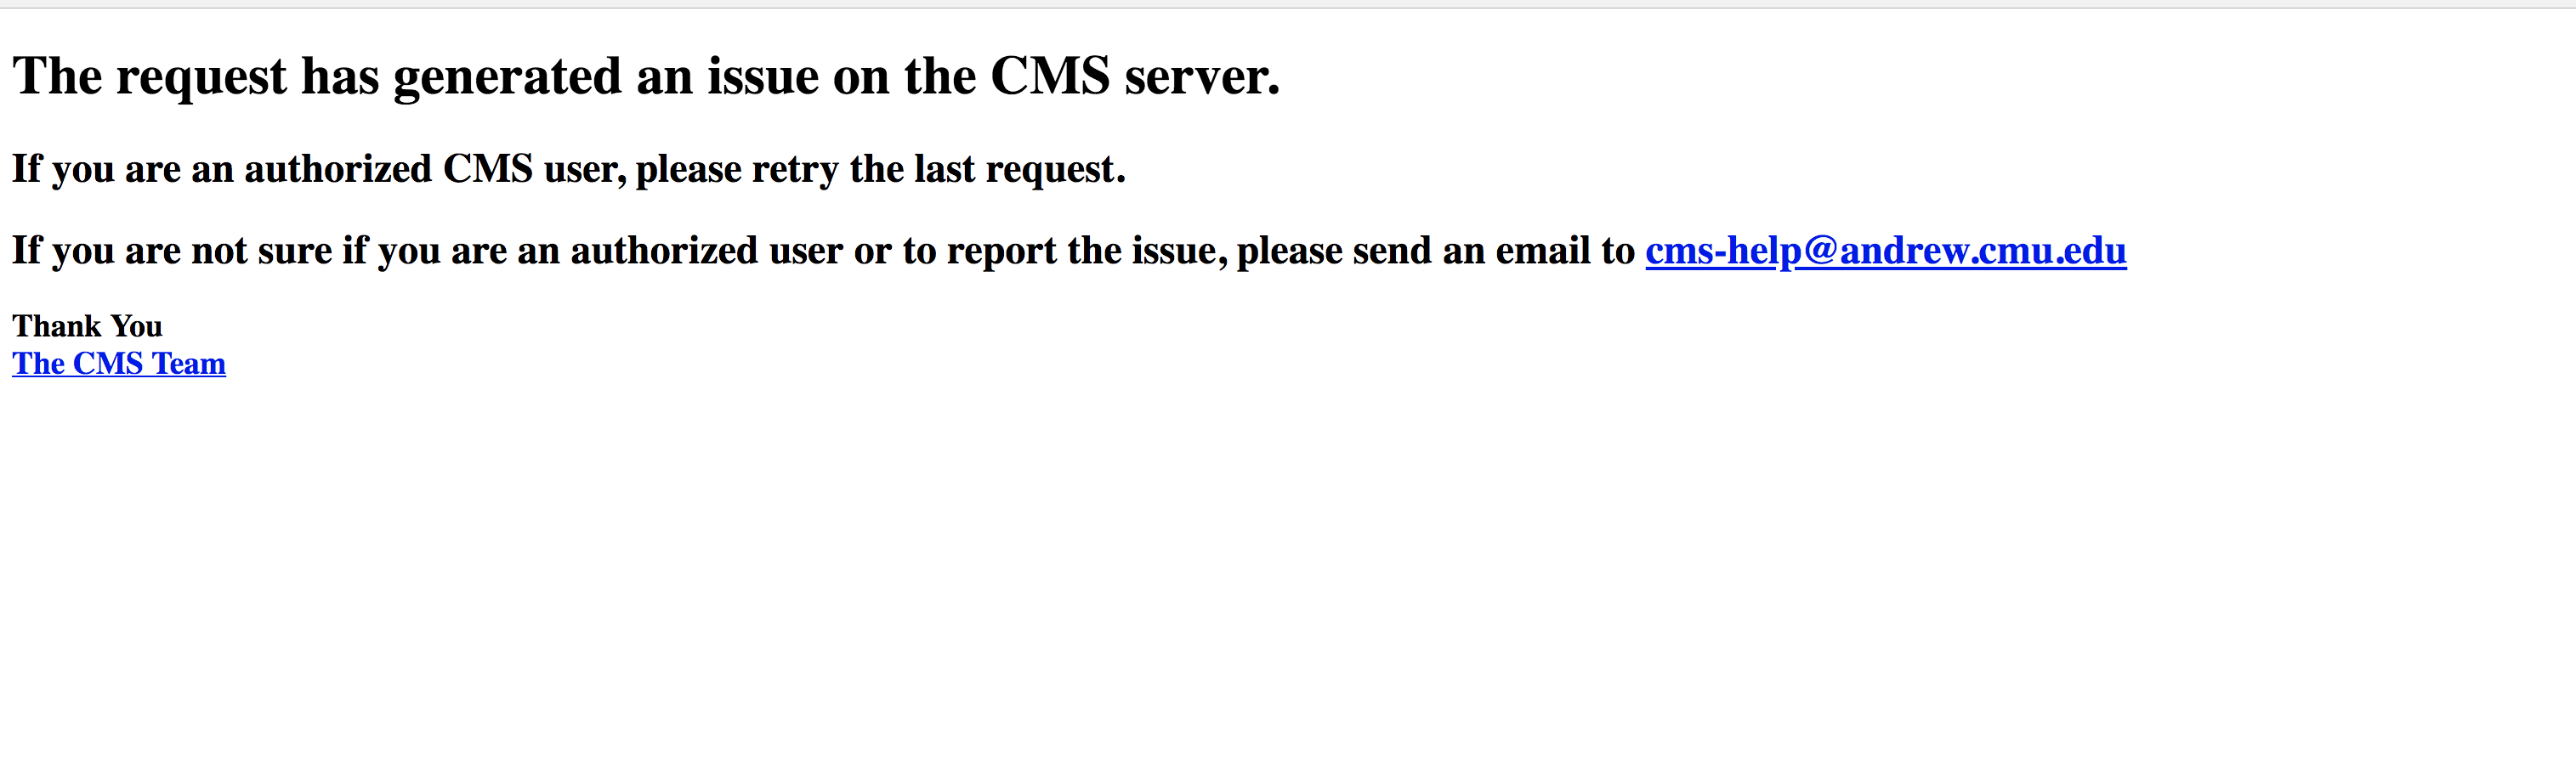 The request has generated an issue on the CMS server.
If you are an authorized CMS user, please retry the last request.
If you are not sure if you are an authorized user or to report the issue, please send an email to cms-help@andrew.cmu.edu
Thank You
The CMS Team